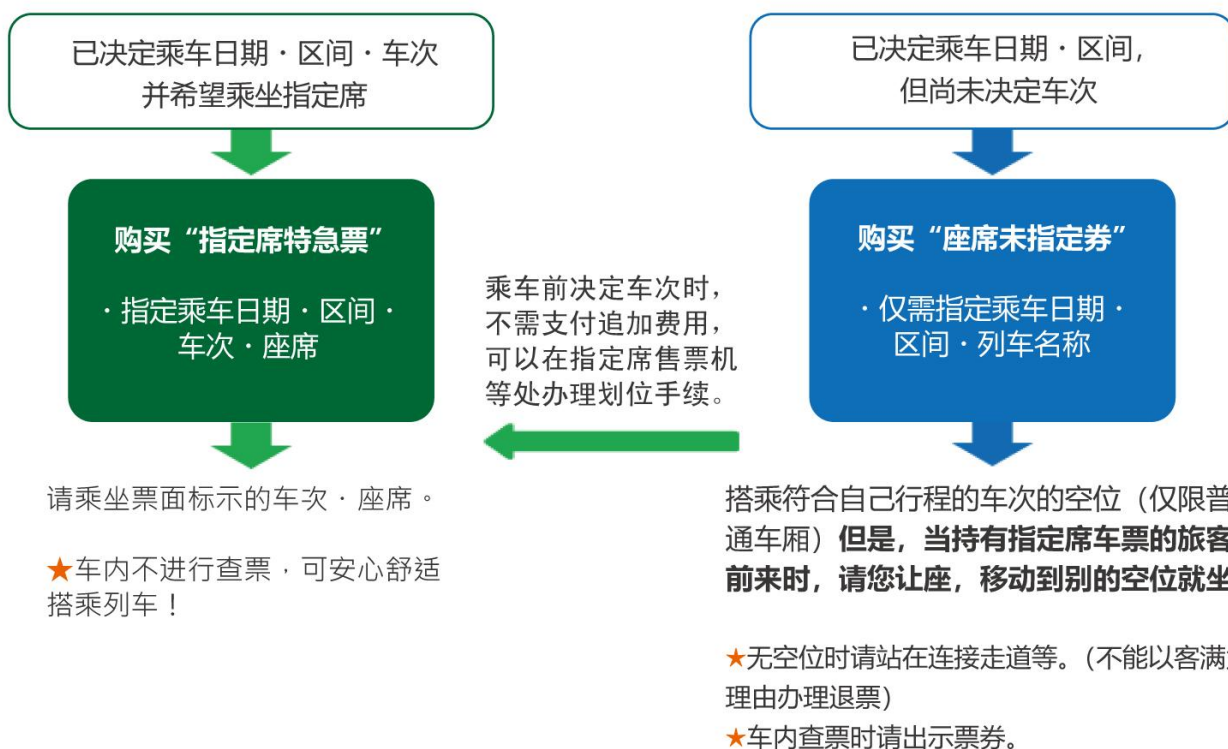 已决定乘车日期・区间・车次
并希望乘坐指定席
购买“指定席特急票”
・指定乘车日期・区间・
车次・座席
请乘坐票面标示的车次・座席。
★车内不进行查票，可安心舒适
搭乘列车！
乘车前决定车次时，
不需支付追加费用，
可以在指定席售票机
等处办理划位手续。
已决定乘车日期・区间，
但尚未决定车次
购买“座席未指定券”
・仅需指定乘车日期・
区间・列车名称
搭乘符合自己行程的车次的空位（仅限普
通车厢）但是，当持有指定席车票的旅客
前来时，请您让座，移动到别的空位就坐
★无空位时请站在连接走道等。（不能以客满
理由办理退票）
★车内查票时请出示票券。